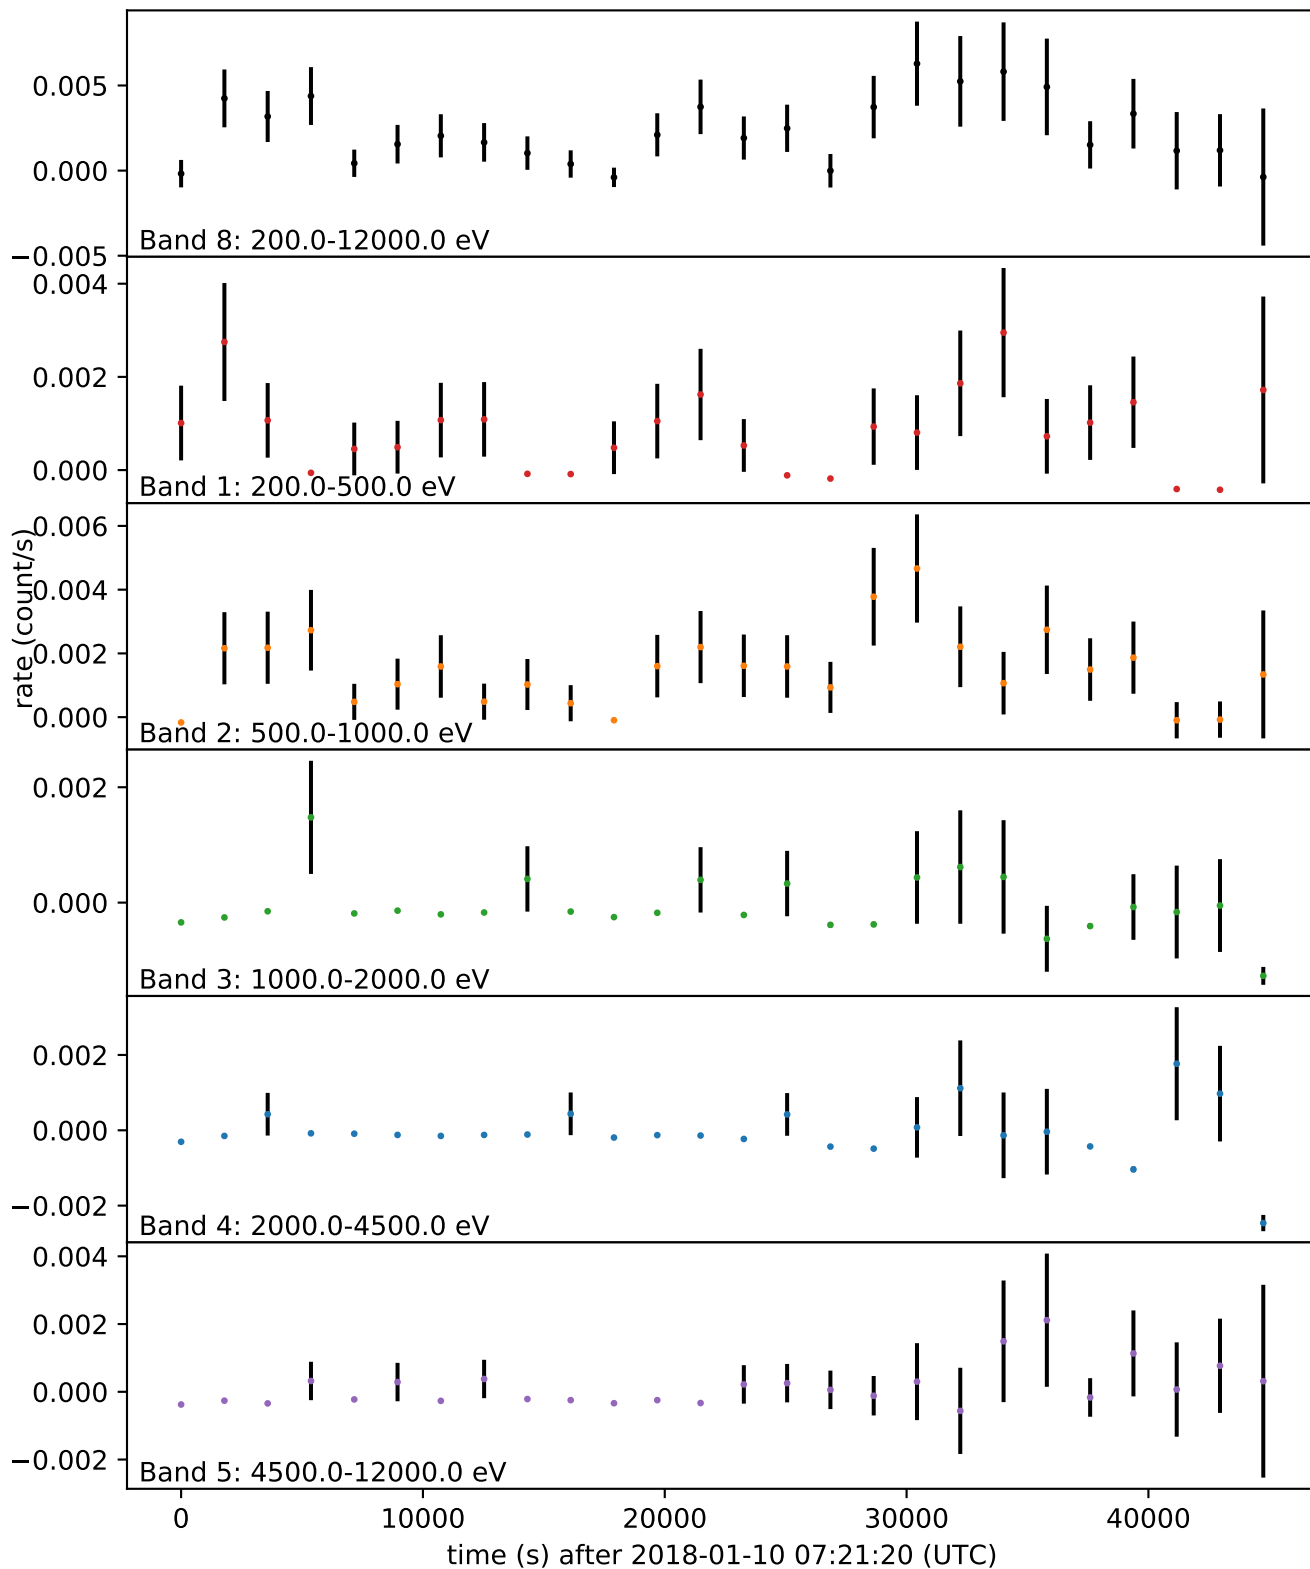 0.005
0.000
−0.005
Band 8: 200.0-12000.0 eV
0.004
0.002
0.000
Band 1: 200.0-500.0 eV
rate (count/s)
0.006
0.004
0.002
0.000
Band 2: 500.0-1000.0 eV
0.002
0.000
Band 3: 1000.0-2000.0 eV
0.002
0.000
−0.002
Band 4: 2000.0-4500.0 eV
0.004
0.002
0.000
−0.002
Band 5: 4500.0-12000.0 eV
0 10000 20000 30000 40000
time (s) after 2018-01-10 07:21:20 (UTC)